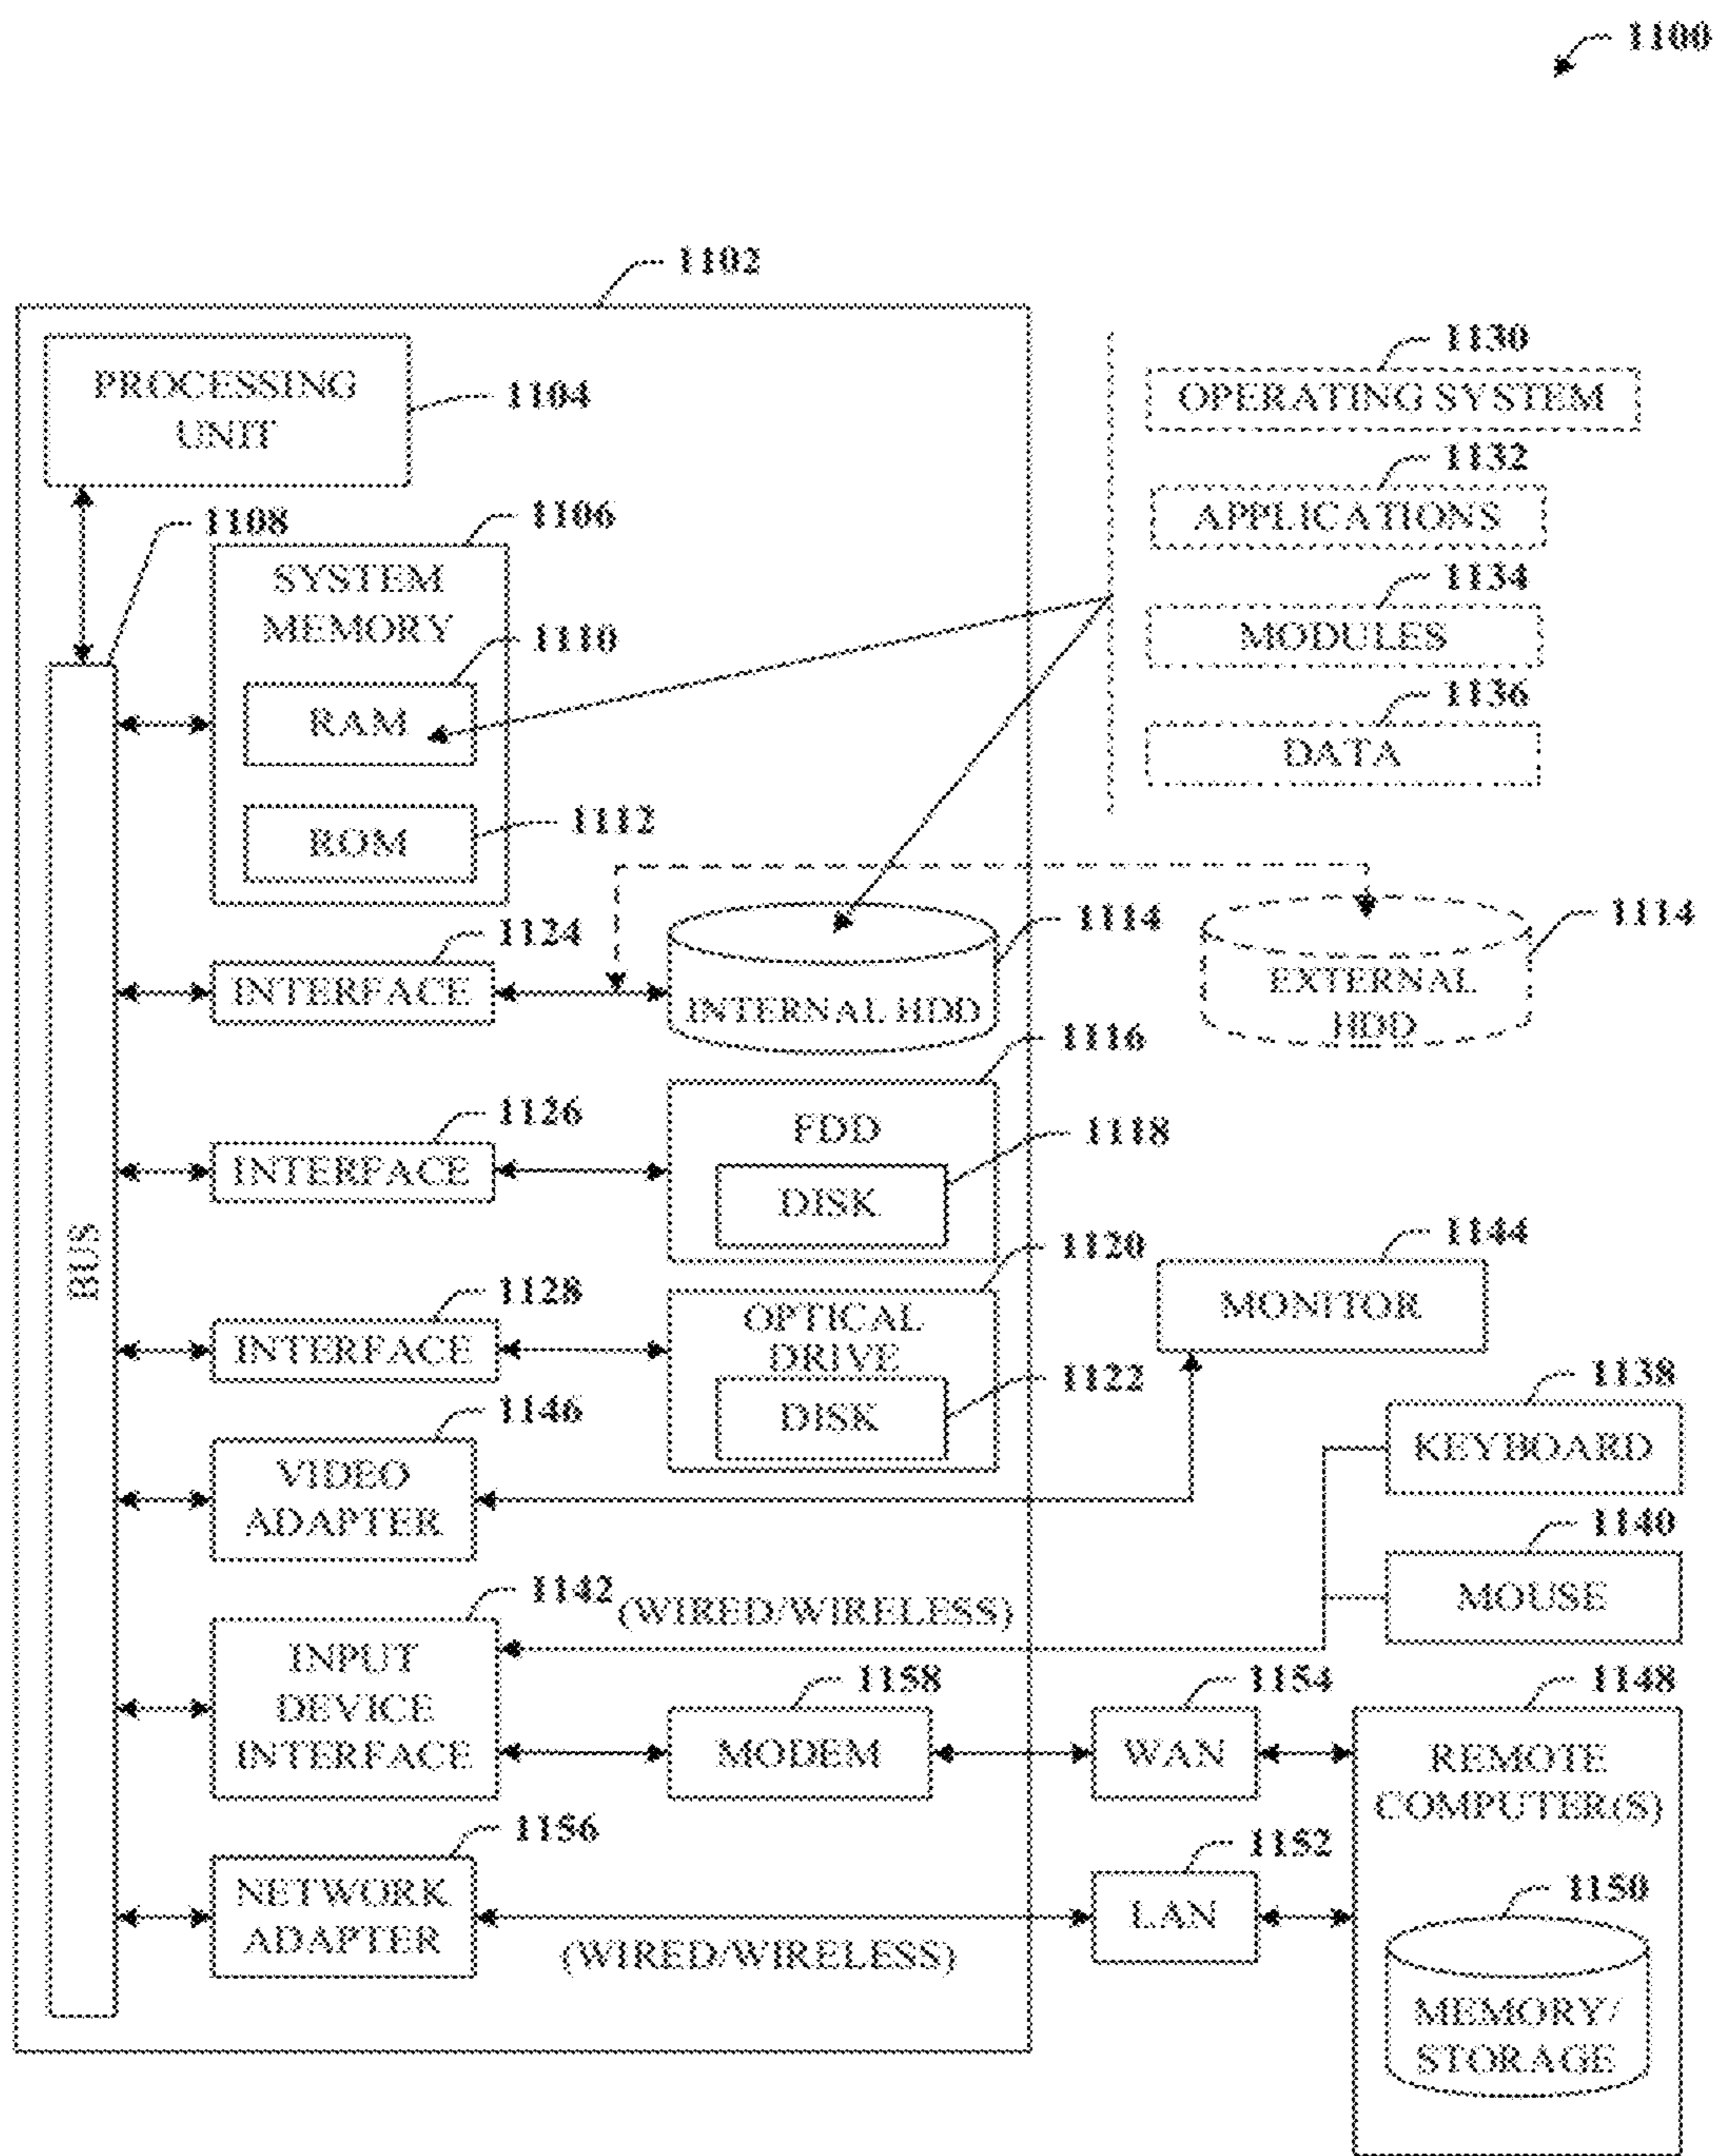 1100
1102
PROCESSING
UNIT
1104
1108
1106
SYSTEM
MEMORY
1110
RAM
ROM
1112
1130
OPERATING SYSTEM
1132
APPLICATIONS
1134
MODULES
1136
DATA
BUS
1124
INTERFACE
INTERNAL HDD
1114
EXTERNAL
HDD
1114
1126
INTERFACE
1116
FDD
1118
DISK
1128
INTERFACE
1120
OPTICAL
DRIVE
1122
DISK
1144
MONITOR
1146
VIDEO
ADAPTER
1138
KEYBOARD
1140
MOUSE
1142
(WIRED/WIRELESS)
INPUT
DEVICE
INTERFACE
1158
MODEM
1154
WAN
1148
REMOTE
COMPUTER(S)
1156
NETWORK
ADAPTER
(WIRED/WIRELESS)
1152
LAN
1150
MEMORY/
STORAGE